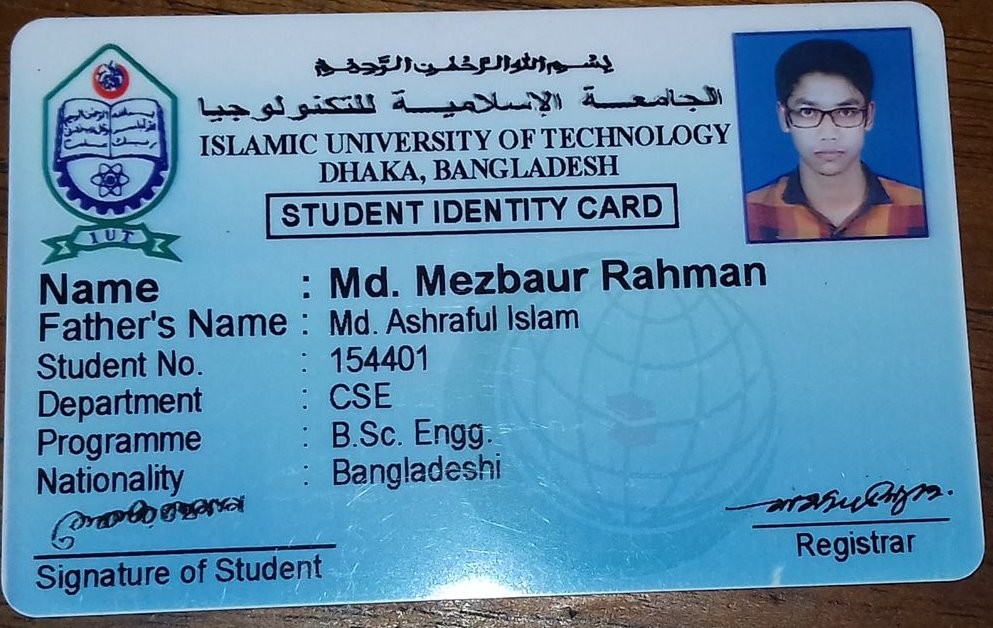 بسم الله الرحمن الرحيم
الجامعة الإسلامية للتكنولوجيا
ISLAMIC UNIVERSITY OF TECHNOLOGY
DHAKA, BANGLADESH
STUDENT IDENTITY CARD
IUT
Name : Md. Mezbaur Rahman
Father's Name : Md. Ashraful Islam
Student No. : 154401
Department : CSE
Programme : B.Sc. Engg.
Nationality : Bangladeshi
Signature of Student
Registrar